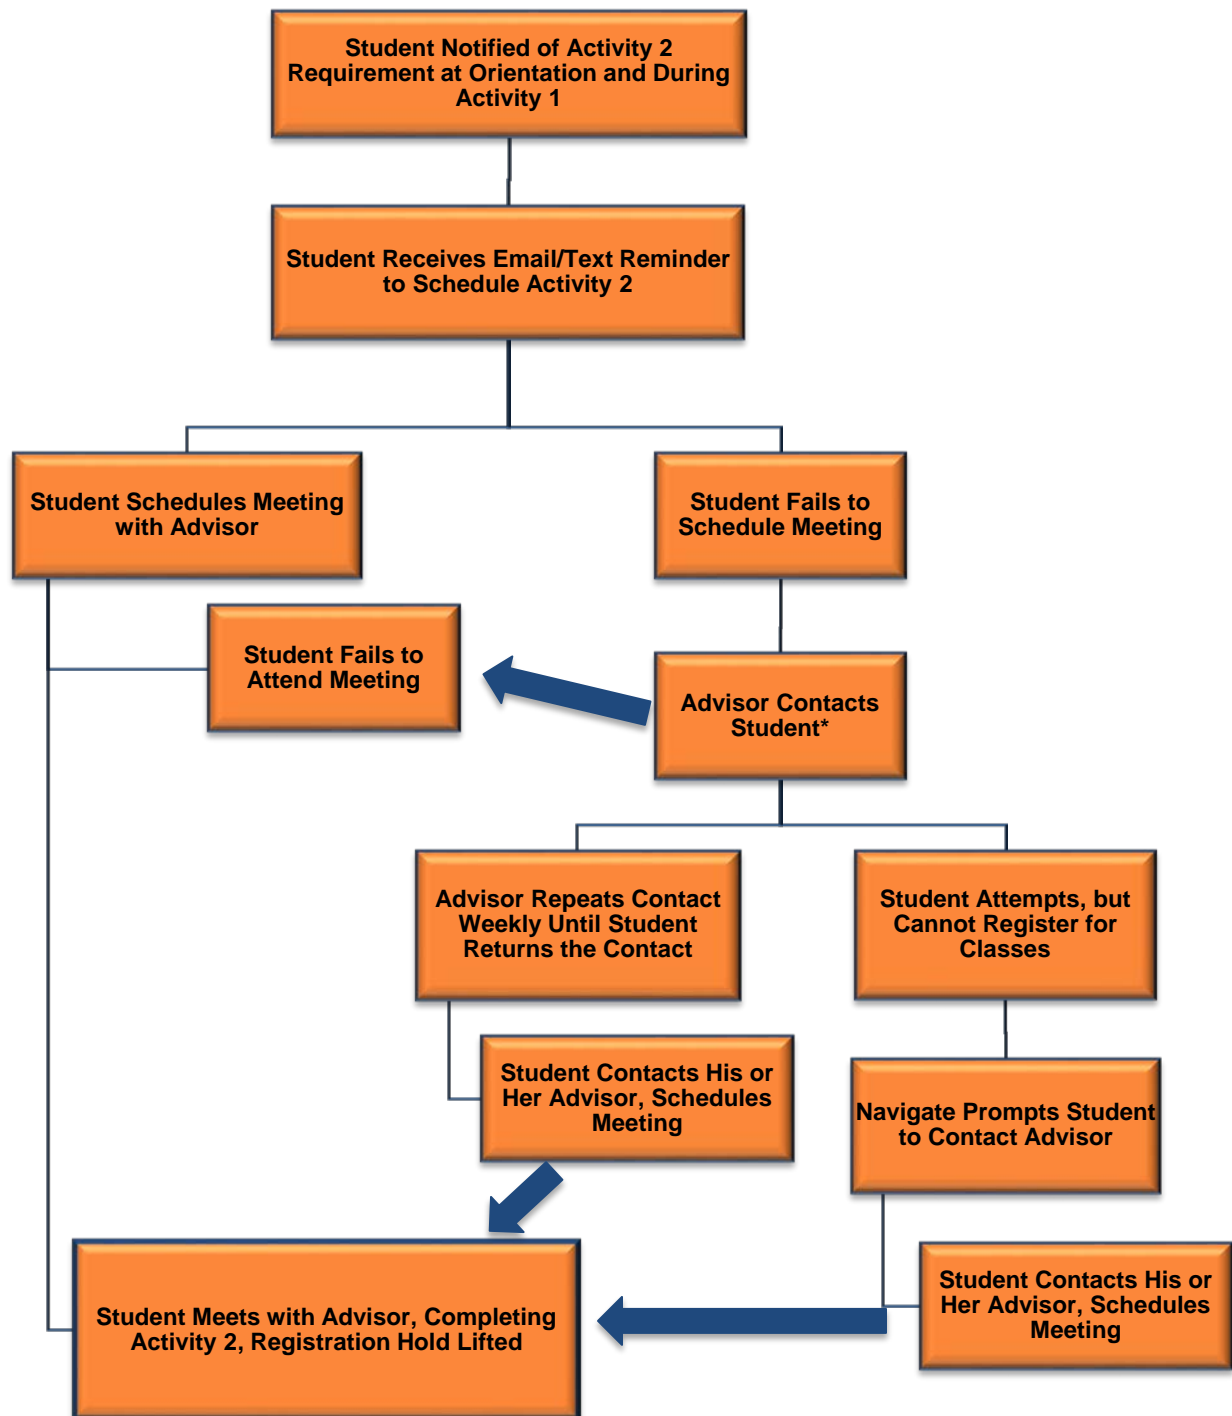 Student Notified of Activity 2
Requirement at Orientation and During
Activity 1
Student Receives Email/Text Reminder
to Schedule Activity 2
Student Schedules Meeting
with Advisor
Student Fails to
Schedule Meeting
Student Fails to
Attend Meeting
Advisor Contacts
Student*
Advisor Repeats Contact
Weekly Until Student
Returns the Contact
Student Attempts, but
Cannot Register for
Classes
Student Contacts His or
Her Advisor, Schedules
Meeting
Navigate Prompts Student
to Contact Advisor
Student Contacts His or
Her Advisor, Schedules
Meeting
Student Meets with Advisor, Completing
Activity 2, Registration Hold Lifted